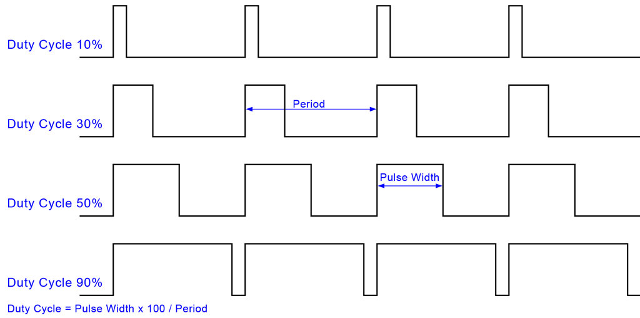 Duty Cycle 10%
Duty Cycle 30%
Period
Duty Cycle 50%
Pulse Width
Duty Cycle 90%
Duty Cycle = Pulse Width x 100 / Period